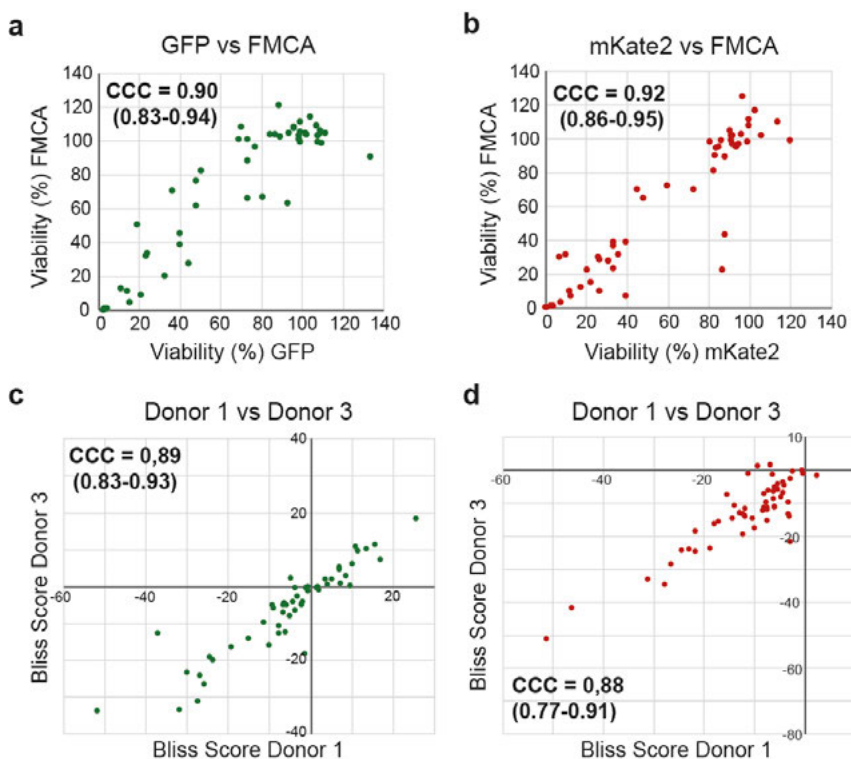 a
GFP vs FMCA
CCC = 0.90
(0.83-0.94)
140
120
100
80
60
40
20
0
0 20 40 60 80 100 120 140
Viability (%) FMCA
Viability (%) GFP
b
mKate2 vs FMCA
CCC = 0.92
(0.86-0.95)
140
120
100
80
60
40
20
0
0 20 40 60 80 100 120 140
Viability (%) FMCA
Viability (%) mKate2
c
Donor 1 vs Donor 3
CCC = 0,89
(0.83-0.93)
40
20
-60 -40 -20 20
-20
-40
Bliss Score Donor 3
Bliss Score Donor 1
d
Donor 1 vs Donor 3
10
-60 -40 -20
-20
-40
-60
-80
CCC = 0,88
(0.77-0.91)
Bliss Score Donor 3
Bliss Score Donor 1